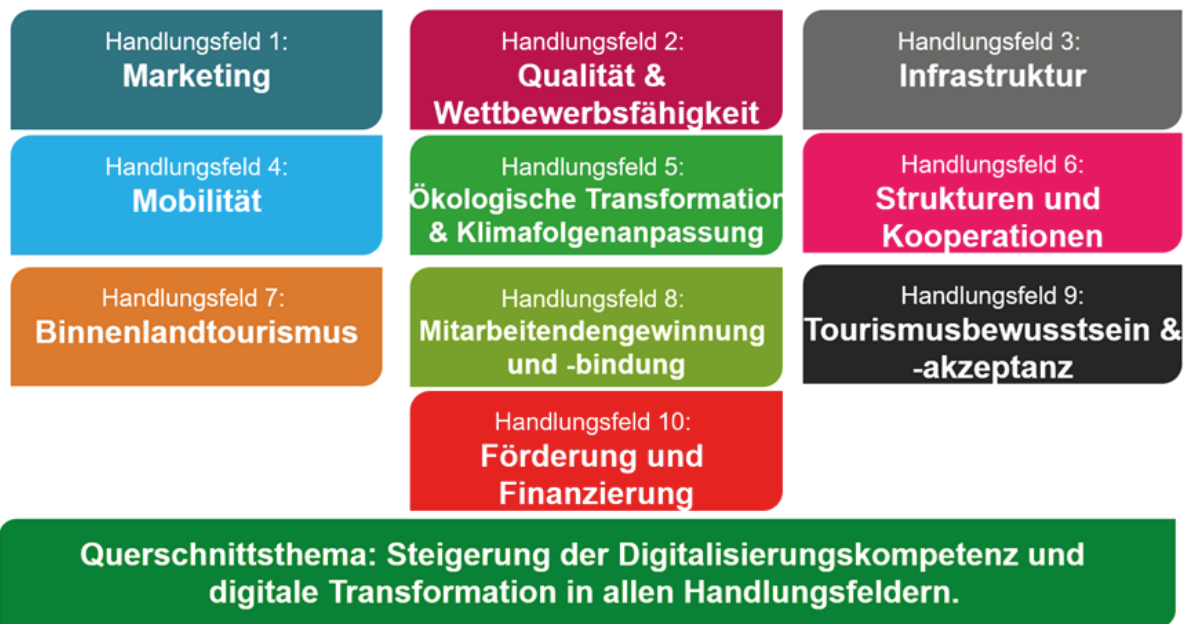 Handlungsfeld 1:
Marketing
Handlungsfeld 2:
Qualität &
Wettbewerbsfähigkeit
Handlungsfeld 3:
Infrastruktur
Handlungsfeld 4:
Mobilität
Handlungsfeld 5:
Ökologische Transformation
& Klimafolgenanpassung
Handlungsfeld 6:
Strukturen und
Kooperationen
Handlungsfeld 7:
Binnenlandtourismus
Handlungsfeld 8:
Mitarbeitendengewinnung
und -bindung
Handlungsfeld 9:
Tourismusbewusstsein &
-akzeptanz
Handlungsfeld 10:
Förderung und
Finanzierung
Querschnittsthema: Steigerung der Digitalisierungskompetenz und
digitale Transformation in allen Handlungsfeldern.